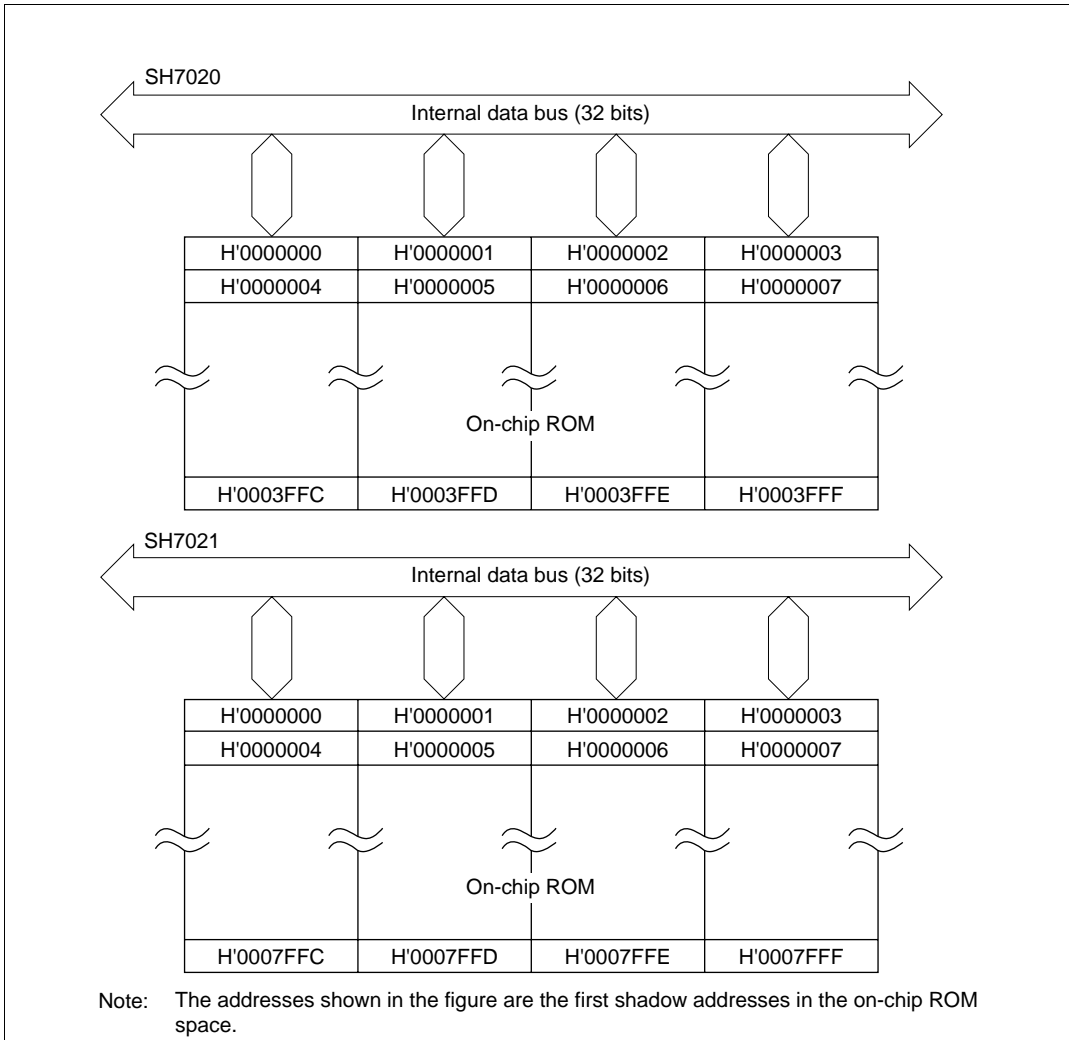 SH7020
Internal data bus (32 bits)
H'0000000 H'0000001 H'0000002 H'0000003
H'0000004 H'0000005 H'0000006 H'0000007
On-chip ROM
H'0003FFC H'0003FFD H'0003FFE H'0003FFF
SH7021
Internal data bus (32 bits)
H'0000000 H'0000001 H'0000002 H'0000003
H'0000004 H'0000005 H'0000006 H'0000007
On-chip ROM
H'0007FFC H'0007FFD H'0007FFE H'0007FFF
Note: The addresses shown in the figure are the first shadow addresses in the on-chip ROM
space.